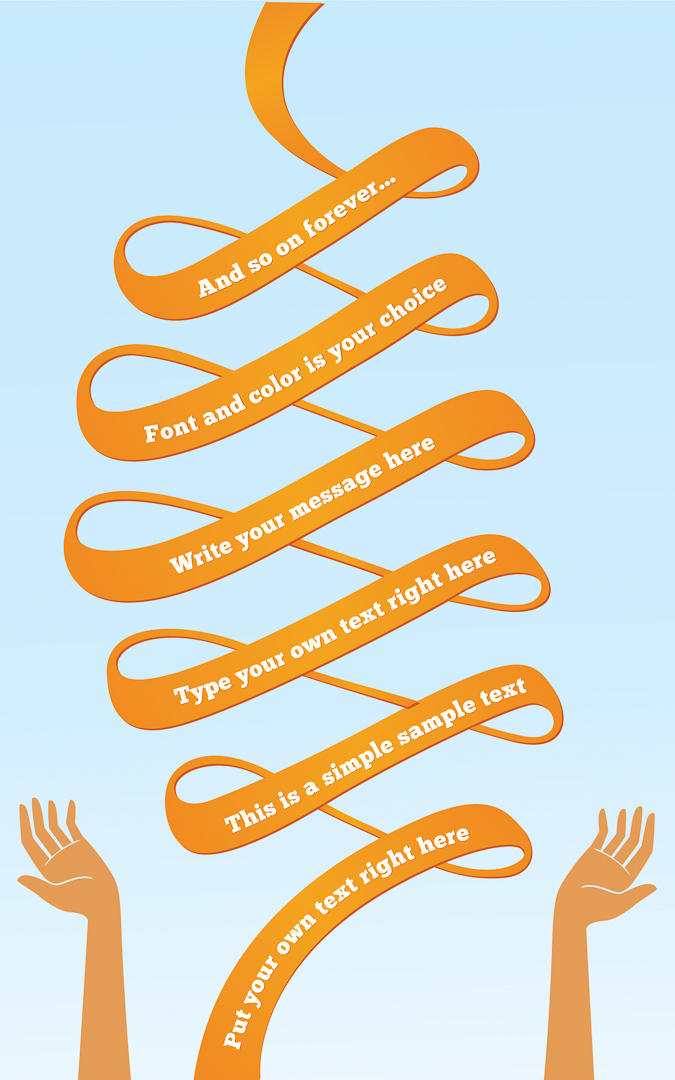 And so on forever...
Font and color is your choice
Write your message here
Type your own text right here
This is a simple sample text
Put your own text right here